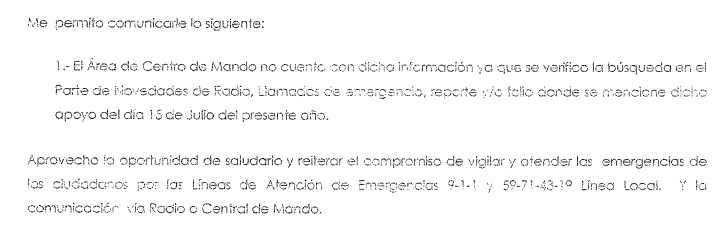 Me permito comunicarle lo siguiente:
1.- El Área de Centro de Mando no cuenta con dicha información ya que se verifico la búsqueda en el
Parte de Novedades de Radio, Llamadas de emergencia, reporte y/o folio donde se mencione dicho
apoyo del día 15 de Julio del presente año.
Aprovecho la oportunidad de saludarlo y reiterar el compromiso de vigilar y atender las emergencias de
los ciudadanos por las Líneas de Atención de Emergencias 9-1-1 y 59-71-43-19 Línea Local. Y la
comunicación vía Radio a Central de Mando.